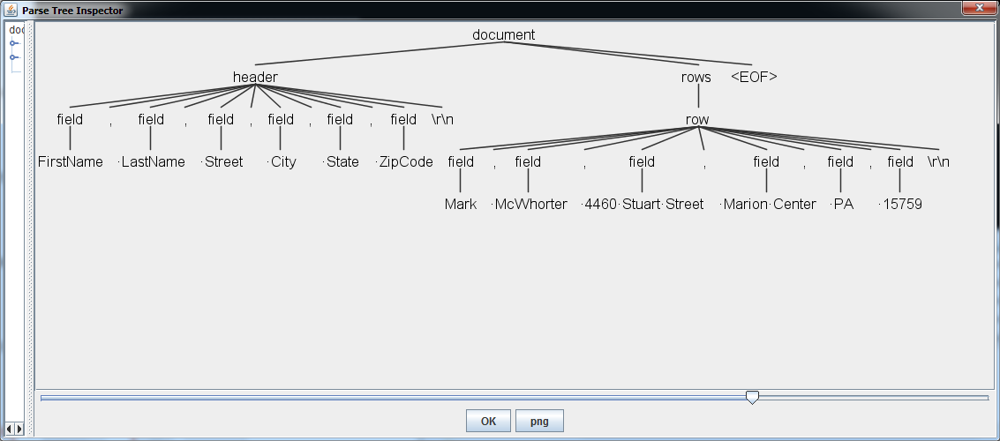 Parse Tree Inspector
doc
document
header rows <EOF>
field , field , field , field , field , field \r\n row
FirstName ·LastName ·Street ·City ·State ·ZipCode field , field , field , field , field , field \r\n
Mark ·McWhorter ·4460·Stuart·Street ·Marion·Center ·PA ·15759
OK png